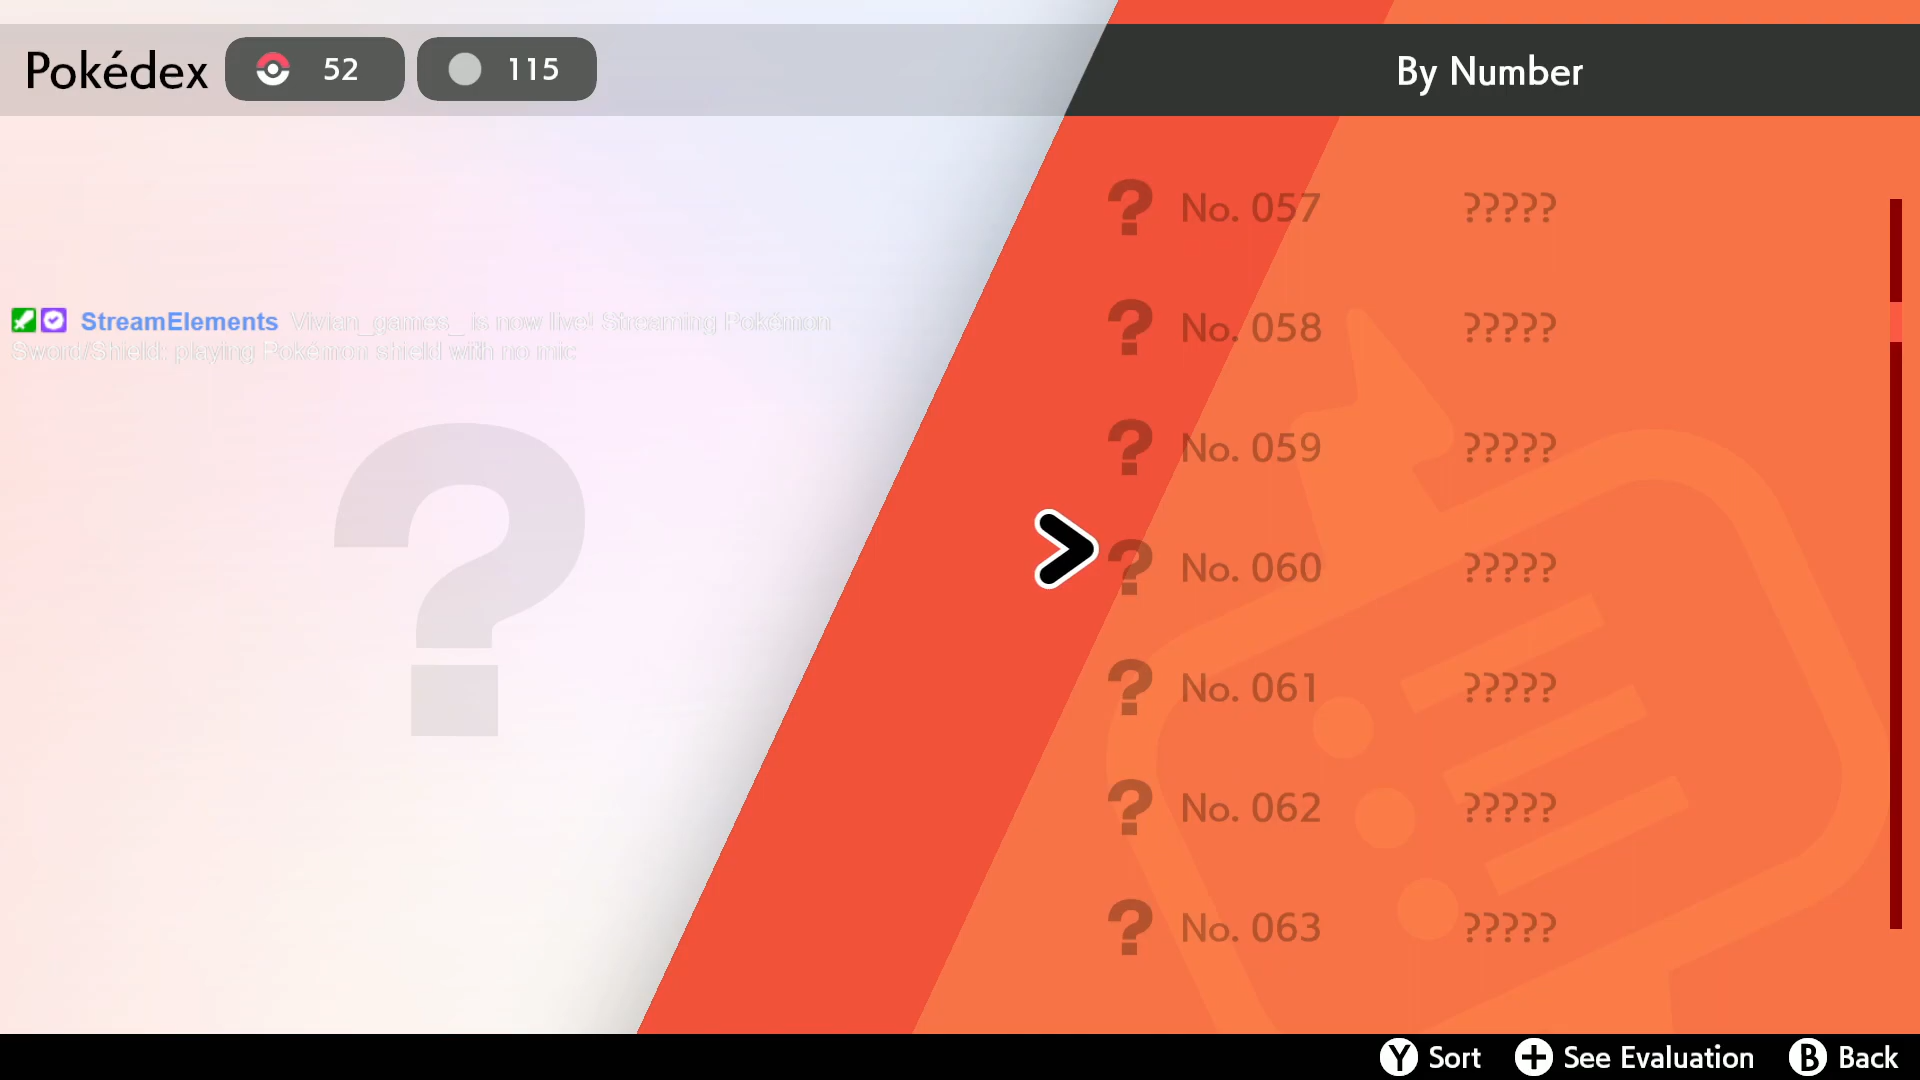 Pokédex 52 115
By Number
StreamElements Vivian_games_ is now live! Streaming Pokémon
Sword/Shield: playing Pokémon shield with no mic
? No. 057 ?????
? No. 058 ?????
? No. 059 ?????
? No. 060 ?????
? No. 061 ?????
? No. 062 ?????
? No. 063 ?????
?
Y Sort + See Evaluation B Back